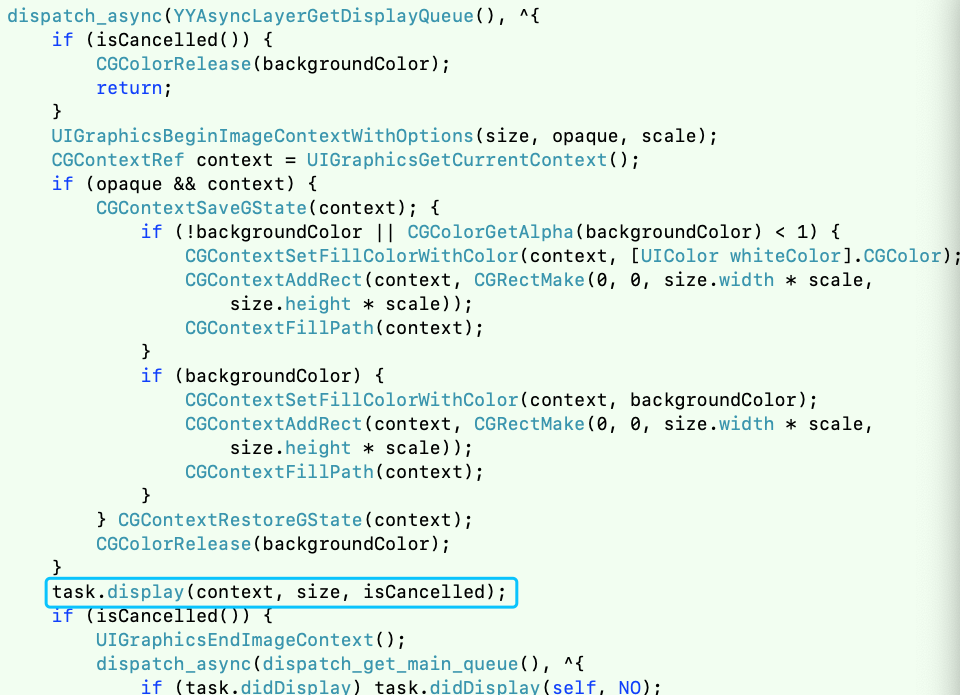 dispatch_async(YYAsyncLayerGetDisplayQueue(), ^{
    if (isCancelled()) {
        CGColorRelease(backgroundColor);
        return;
    }
    UIGraphicsBeginImageContextWithOptions(size, opaque, scale);
    CGContextRef context = UIGraphicsGetCurrentContext();
    if (opaque && context) {
        CGContextSaveGState(context); {
            if (!backgroundColor || CGColorGetAlpha(backgroundColor) < 1) {
                CGContextSetFillColorWithColor(context, [UIColor whiteColor].CGColor);
                CGContextAddRect(context, CGRectMake(0, 0, size.width * scale,
                    size.height * scale));
                CGContextFillPath(context);
            }
            if (backgroundColor) {
                CGContextSetFillColorWithColor(context, backgroundColor);
                CGContextAddRect(context, CGRectMake(0, 0, size.width * scale,
                    size.height * scale));
                CGContextFillPath(context);
            }
        } CGContextRestoreGState(context);
        CGColorRelease(backgroundColor);
    }
    task.display(context, size, isCancelled);
    if (isCancelled()) {
        UIGraphicsEndImageContext();
        dispatch_async(dispatch_get_main_queue(), ^{
            if (task.didDisplay) task.didDisplay(self, NO);